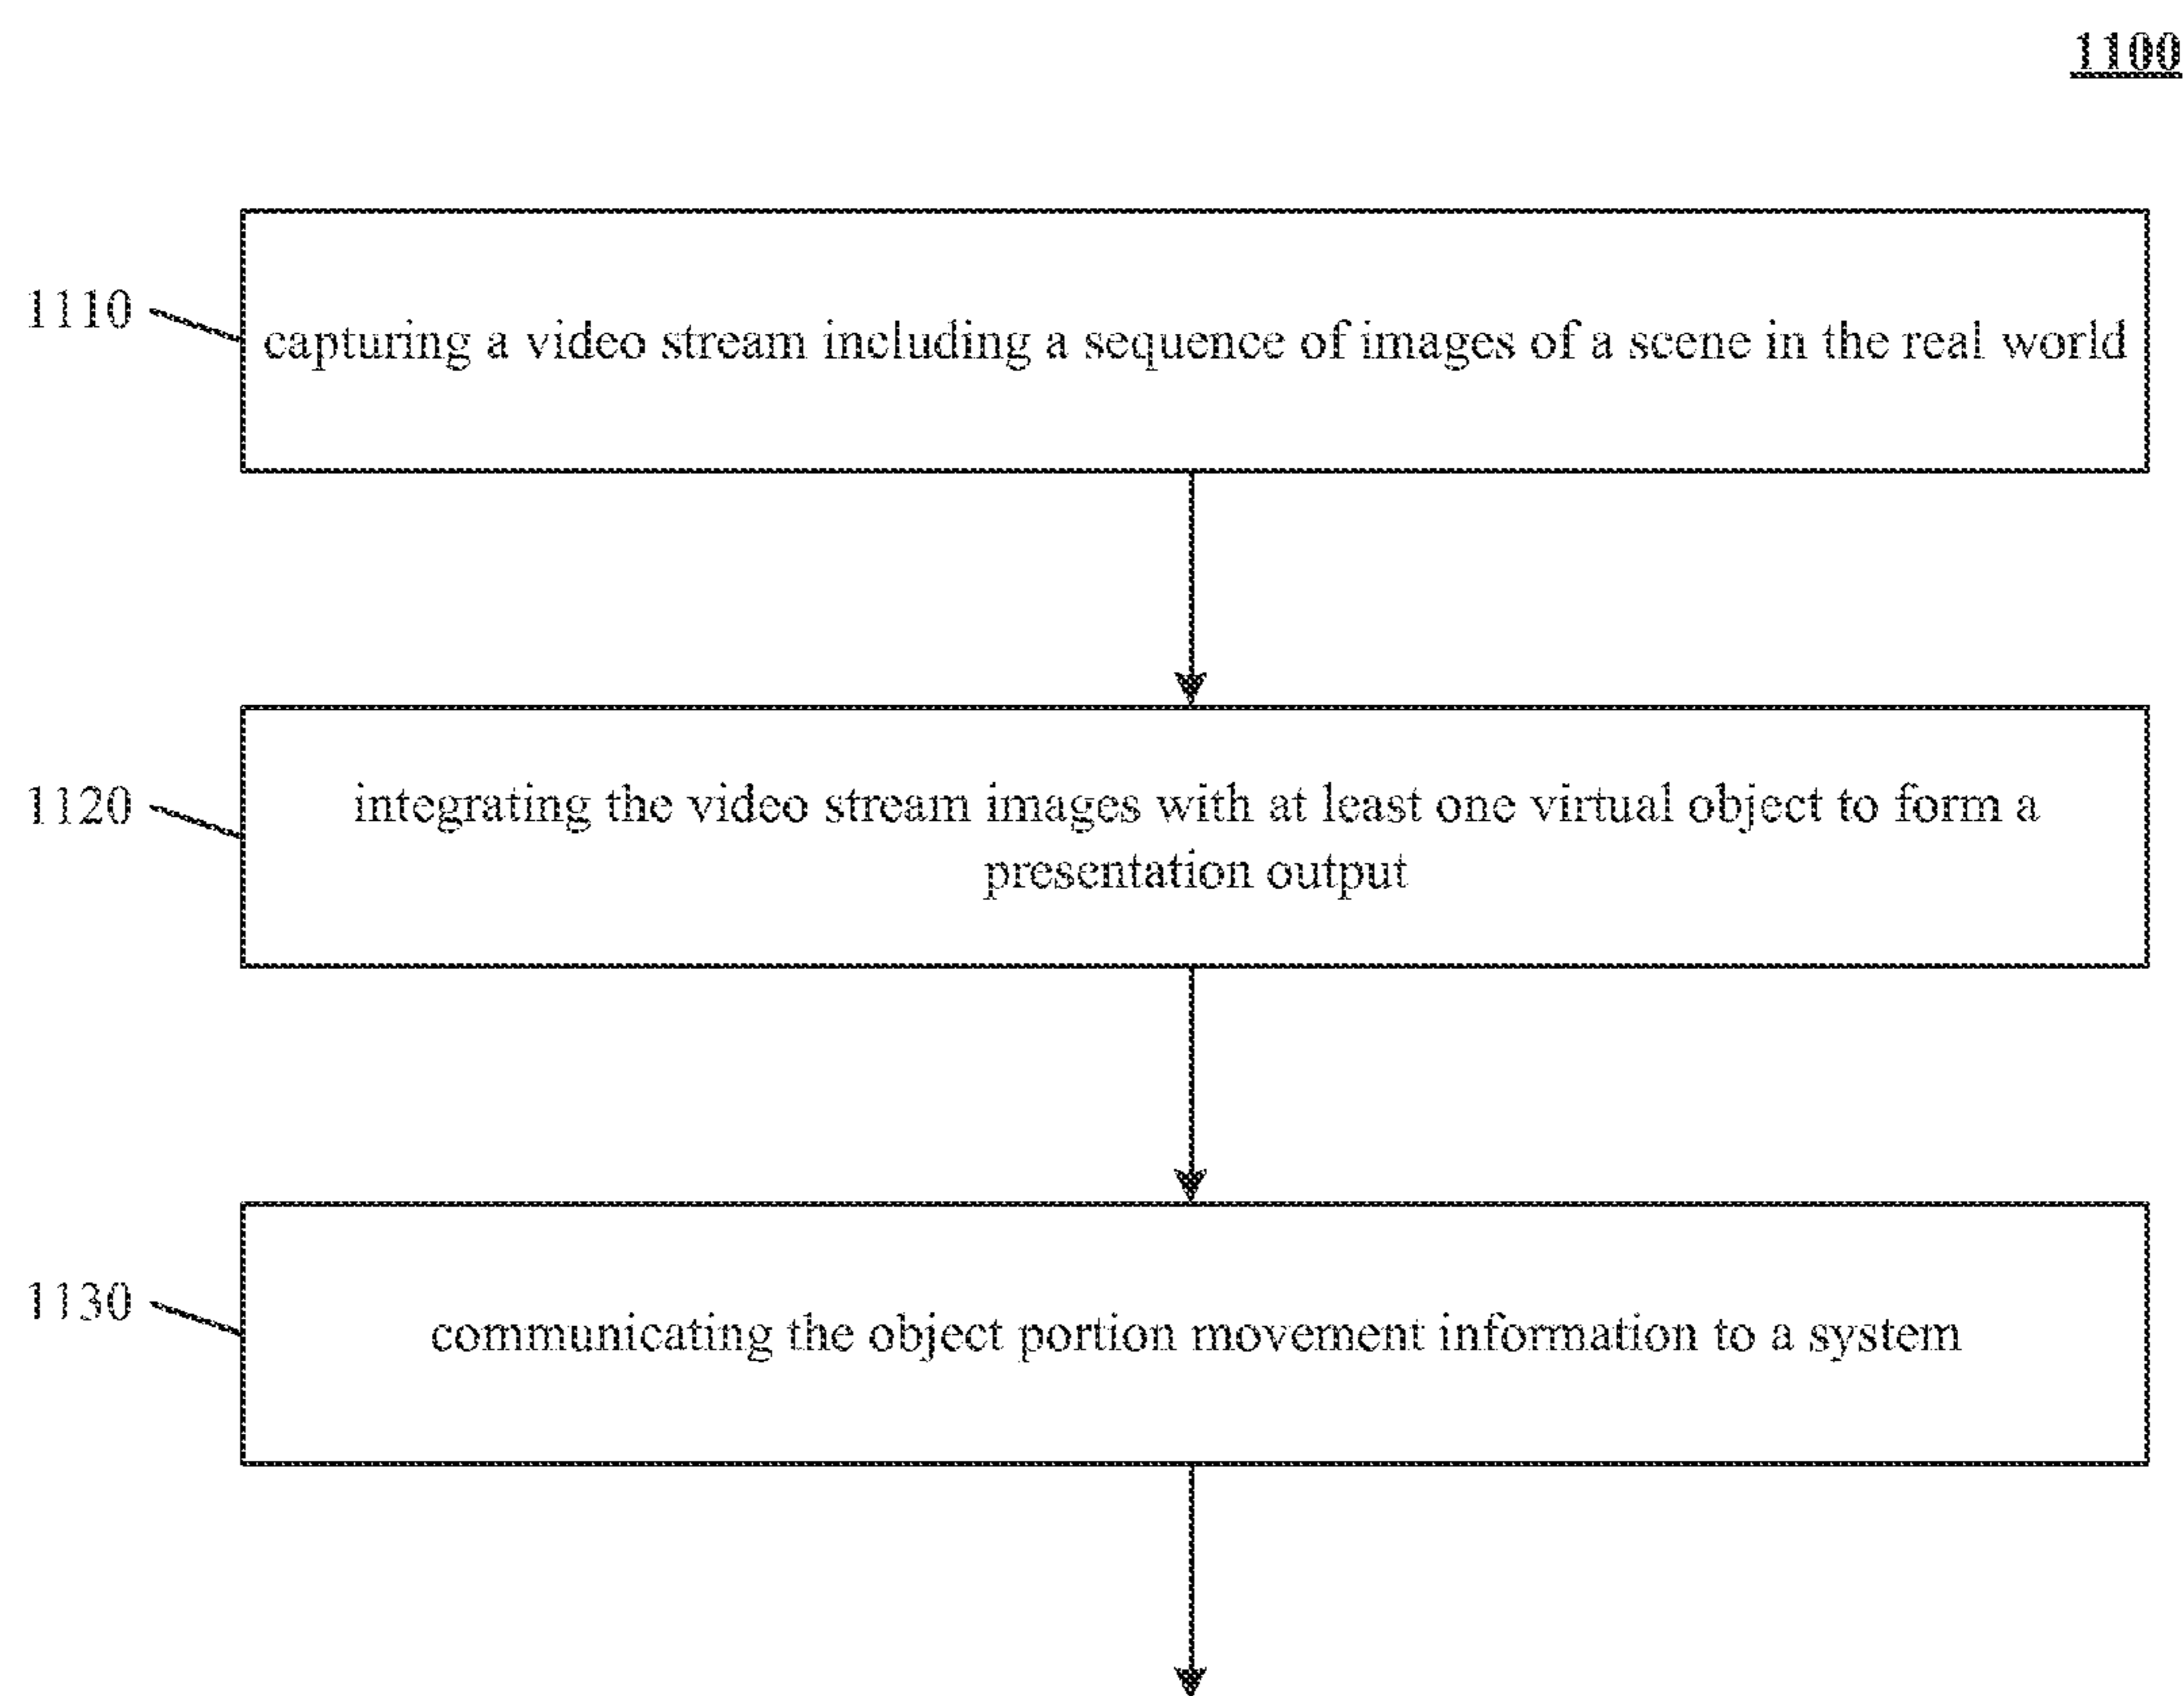 1100
1110
capturing a video stream including a sequence of images of a scene in the real world
1120
integrating the video stream images with at least one virtual object to form a
presentation output
1130
communicating the object portion movement information to a system